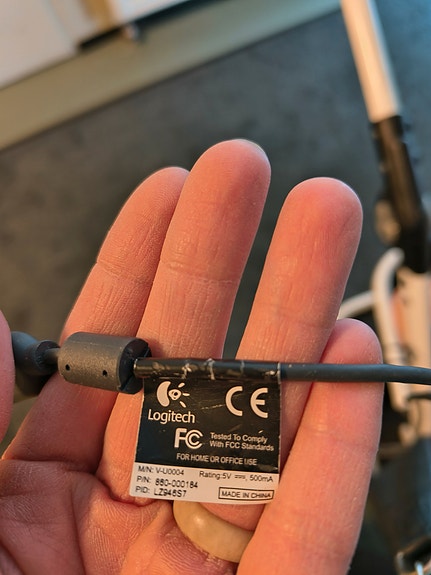 Logitech
CE
FC Tested To Comply
With FCC Standards
FOR HOME OR OFFICE USE
M/N: V-U0004 Rating:5V ⎓, 500mA
P/N: 860-000184
PID: LZ946S7 MADE IN CHINA